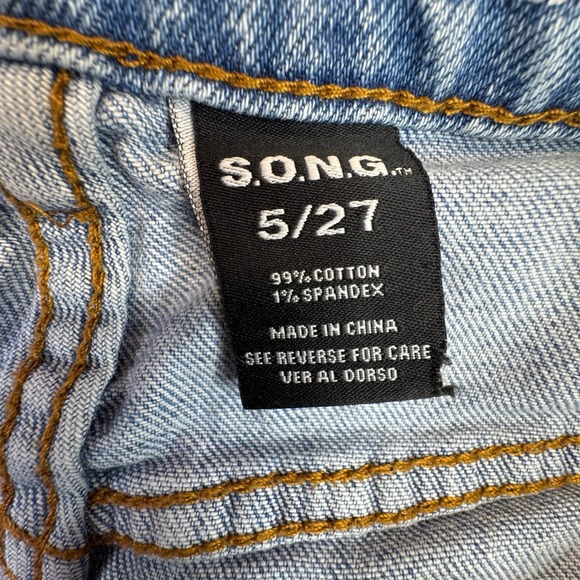 S.O.N.G.™
5/27
99% COTTON
1% SPANDEX
MADE IN CHINA
SEE REVERSE FOR CARE
VER AL DORSO